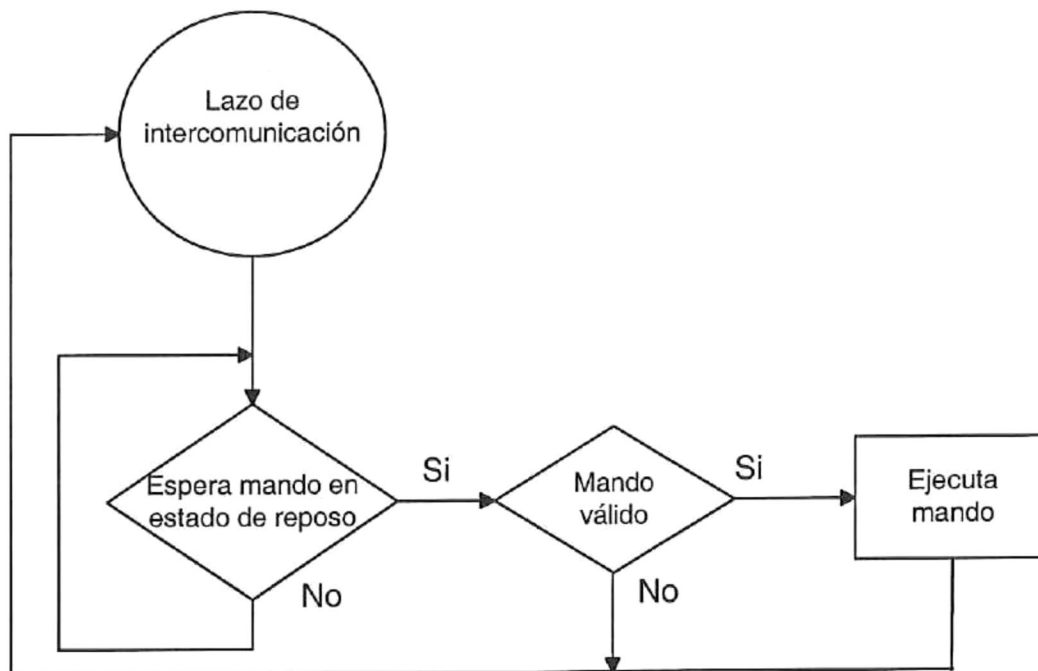 Lazo de
intercomunicación
Espera mando en
estado de reposo
Si
No
Mando
válido
Si
No
Ejecuta
mando